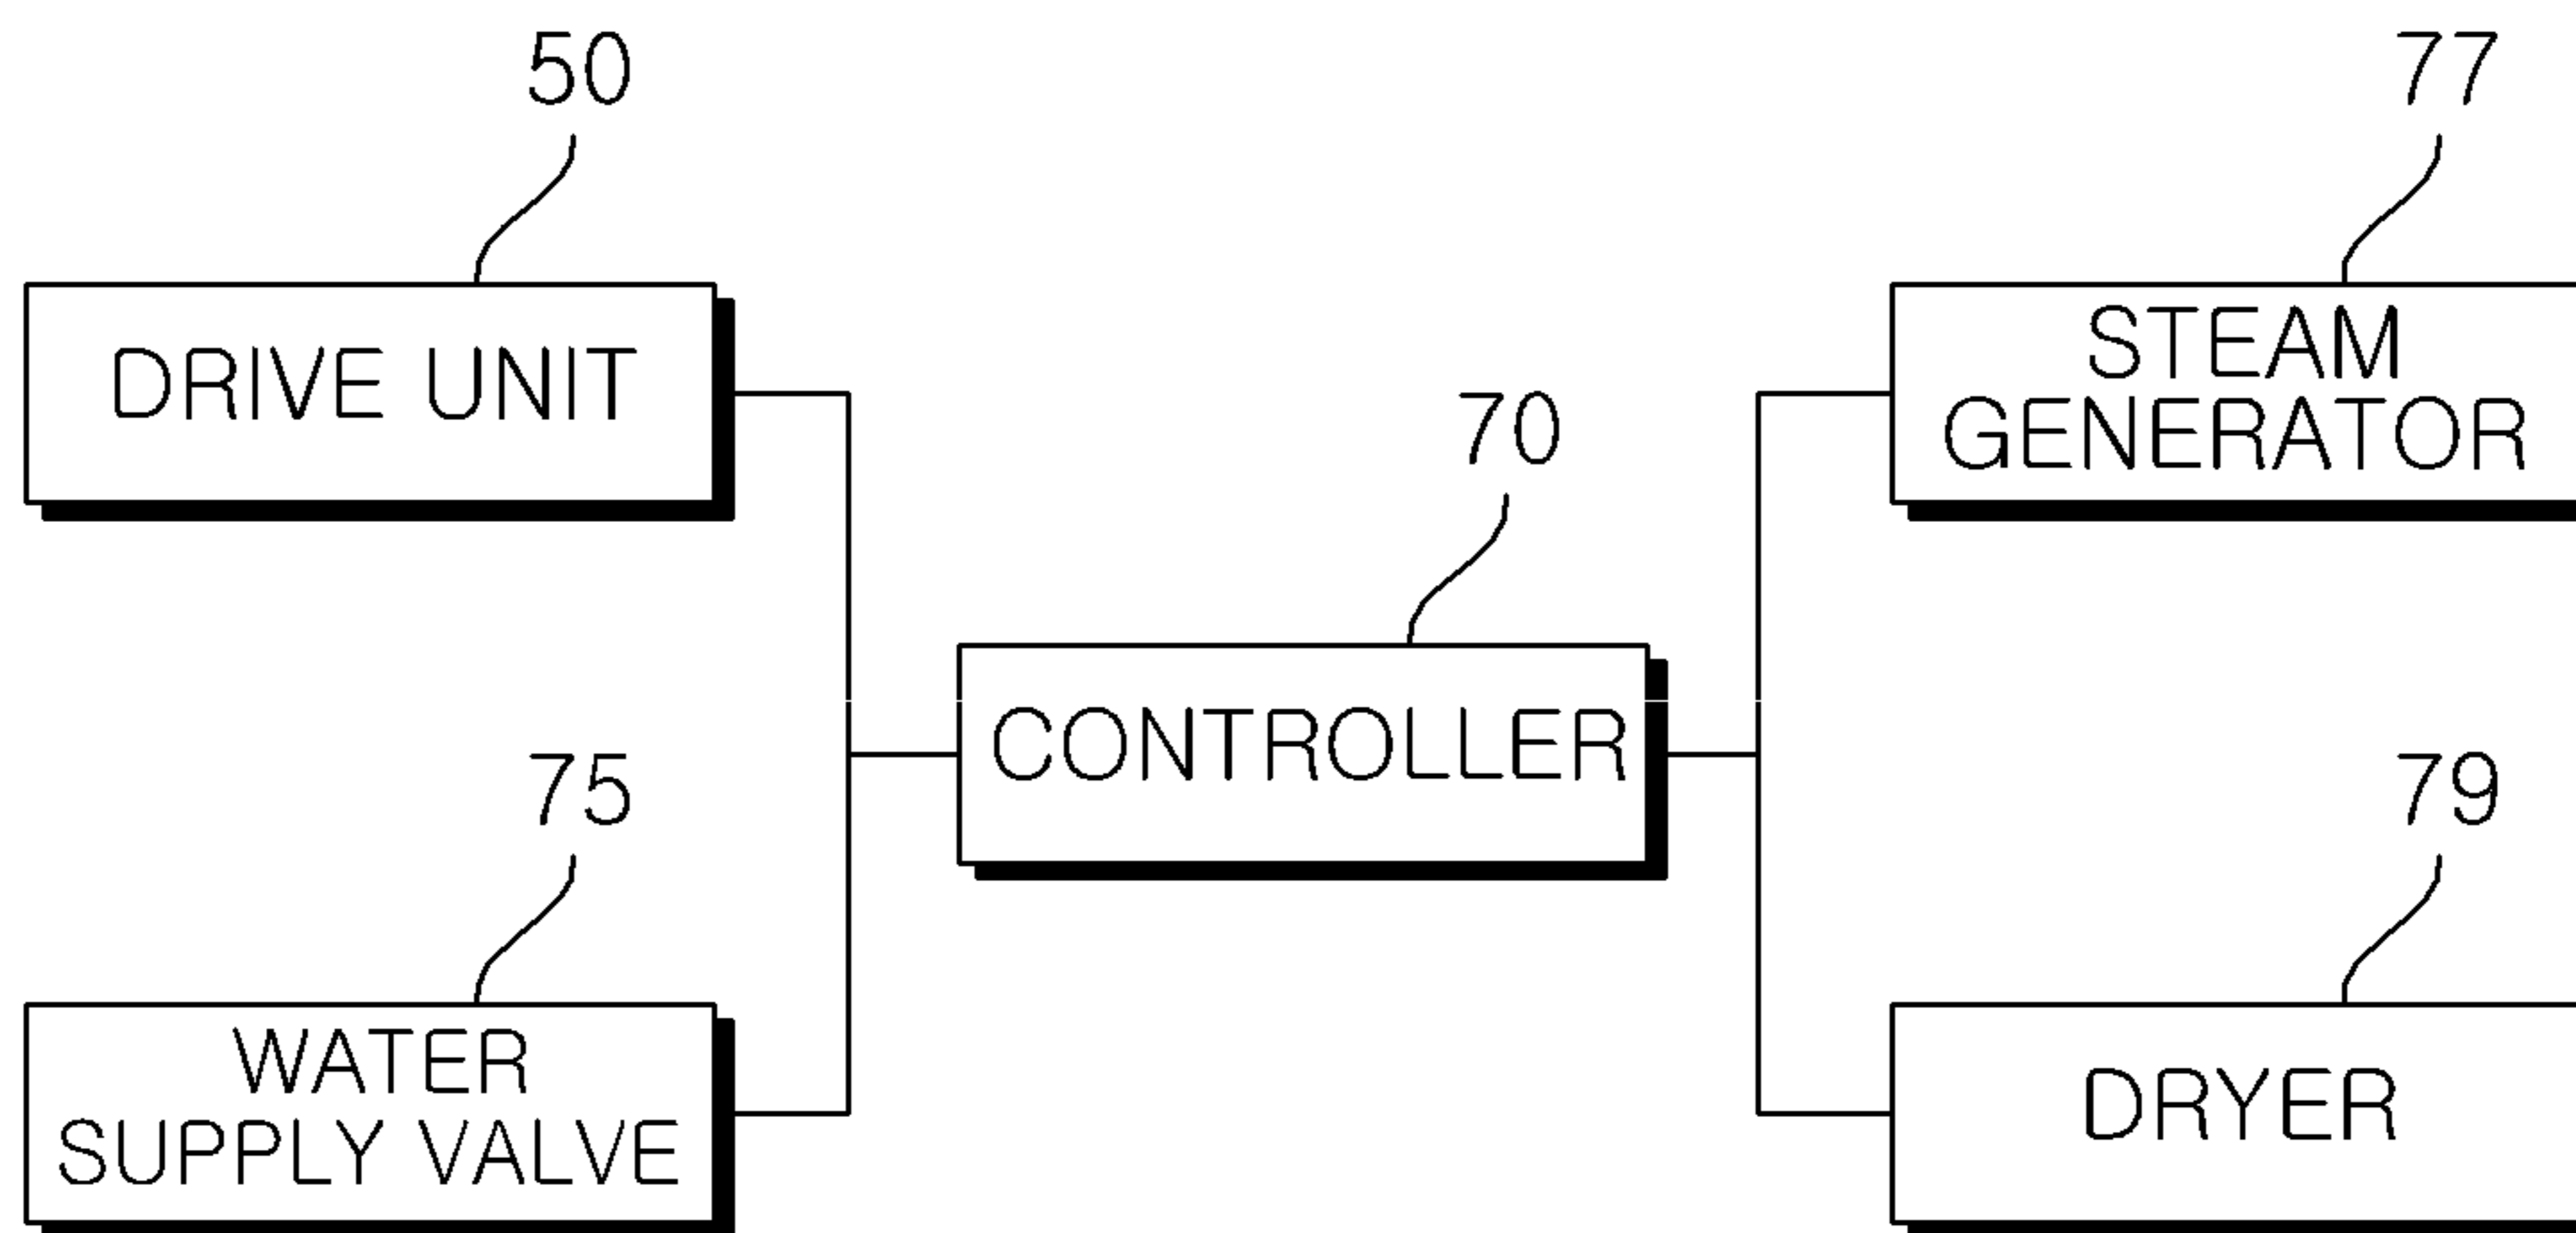 50
DRIVE UNIT
77
STEAM
GENERATOR
70
CONTROLLER
75
WATER
SUPPLY VALVE
79
DRYER